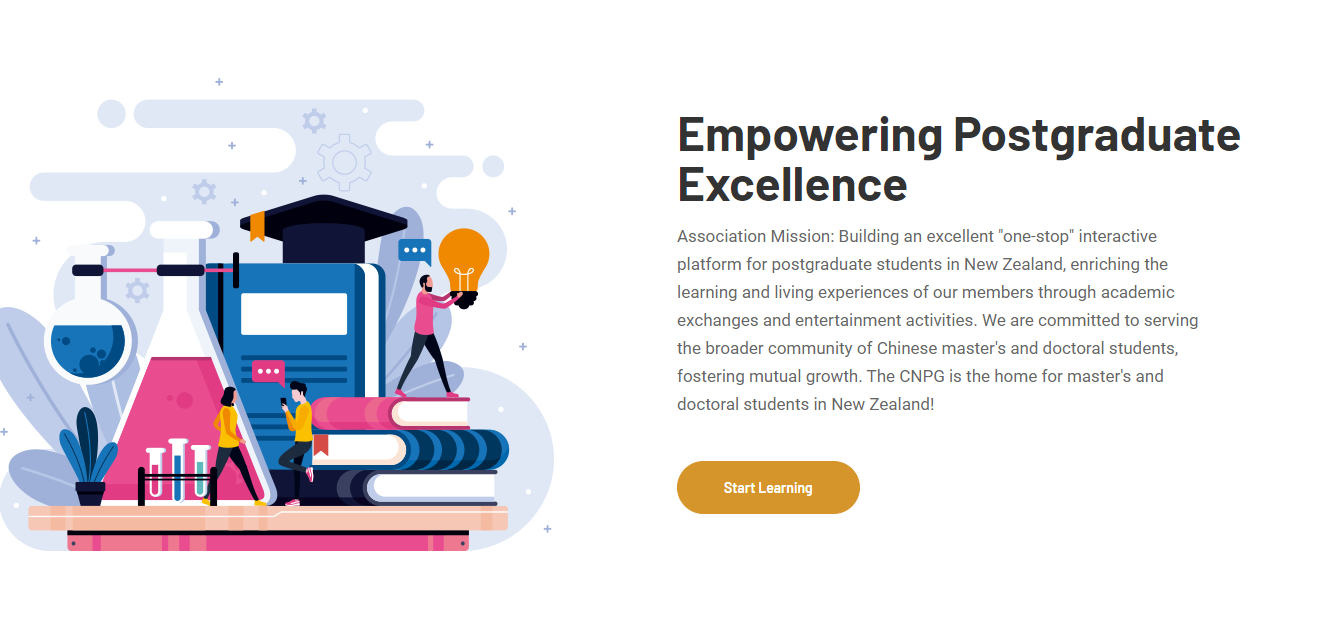 Empowering Postgraduate
Excellence
Association Mission: Building an excellent "one-stop" interactive
platform for postgraduate students in New Zealand, enriching the
learning and living experiences of our members through academic
exchanges and entertainment activities. We are committed to serving
the broader community of Chinese master's and doctoral students,
fostering mutual growth. The CNPG is the home for master's and
doctoral students in New Zealand!
Start Learning